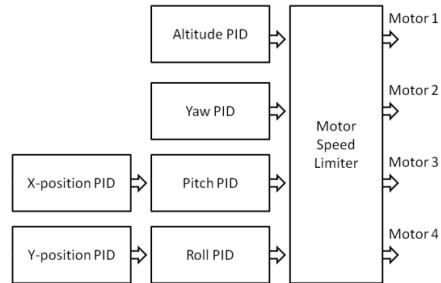 Altitude PID
Motor 1
Yaw PID
Motor 2
Motor
Speed
Limiter
X-position PID
Pitch PID
Motor 3
Y-position PID
Roll PID
Motor 4